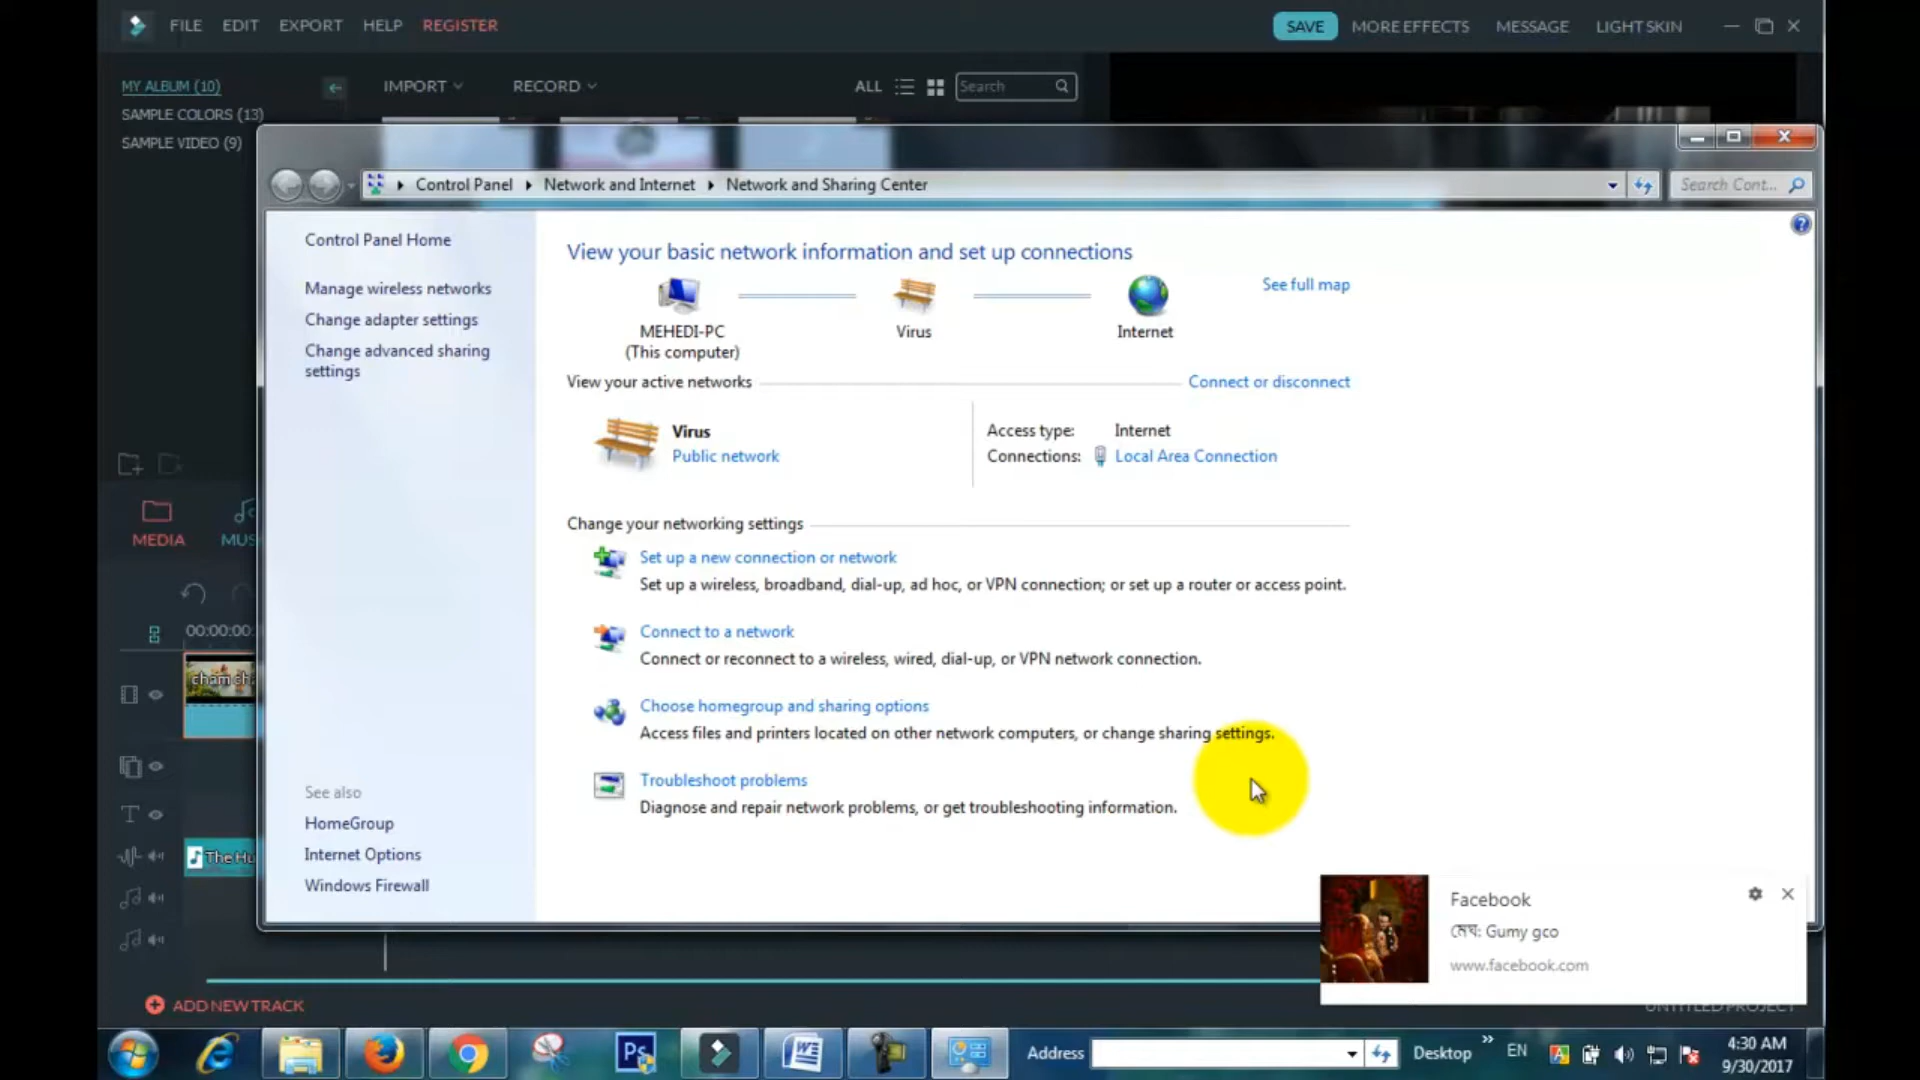 FILE EDIT EXPORT HELP REGISTER SAVE MORE EFFECTS MESSAGE LIGHT SKIN
MY ALBUM (10) IMPORT RECORD ALL Search
SAMPLE COLORS (13)
SAMPLE VIDEO (9)
Control Panel Network and Internet Network and Sharing Center Search Cont...
Control Panel Home
Manage wireless networks
Change adapter settings
Change advanced sharing
settings
View your basic network information and set up connections
See full map
MEHEDI-PC Virus Internet
(This computer)
View your active networks Connect or disconnect
Virus
Public network
Access type: Internet
Connections: Local Area Connection
Change your networking settings
Set up a new connection or network
Set up a wireless, broadband, dial-up, ad hoc, or VPN connection; or set up a router or access point.
Connect to a network
Connect or reconnect to a wireless, wired, dial-up, or VPN network connection.
Choose homegroup and sharing options
Access files and printers located on other network computers, or change sharing settings.
Troubleshoot problems
Diagnose and repair network problems, or get troubleshooting information.
See also
HomeGroup
Internet Options
Windows Firewall
MEDIA MUS
00:00:00:
cham ch
The Hu
Facebook
মেঘ: Gumy gco
www.facebook.com
ADD NEW TRACK UNTITLED PROJECT
Ps Address Desktop EN 4:30 AM
9/30/2017